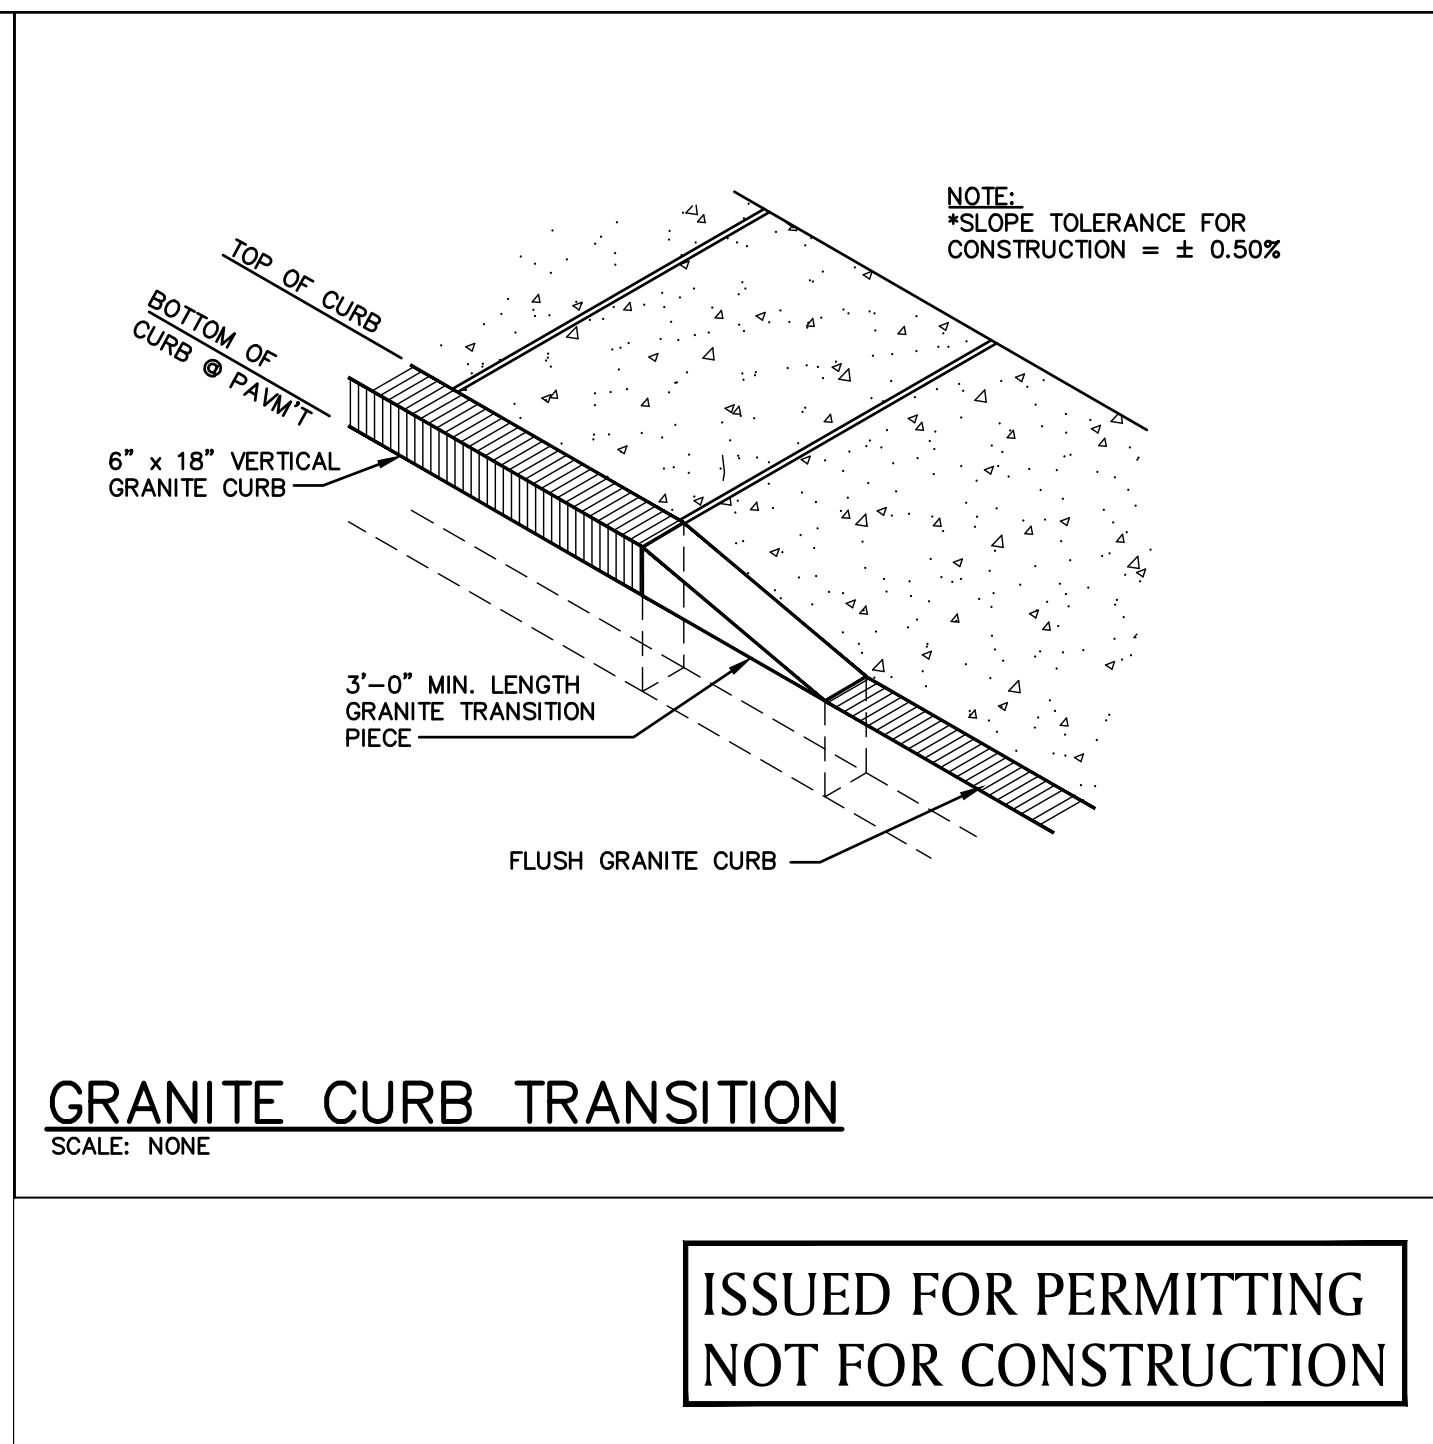 NOTE:
*SLOPE TOLERANCE FOR
CONSTRUCTION = ± 0.50%
TOP OF CURB
BOTTOM OF
CURB @ PAVM'T
6" x 18" VERTICAL
GRANITE CURB
3'-0" MIN. LENGTH
GRANITE TRANSITION
PIECE
FLUSH GRANITE CURB
GRANITE CURB TRANSITION
SCALE: NONE
ISSUED FOR PERMITTING
NOT FOR CONSTRUCTION